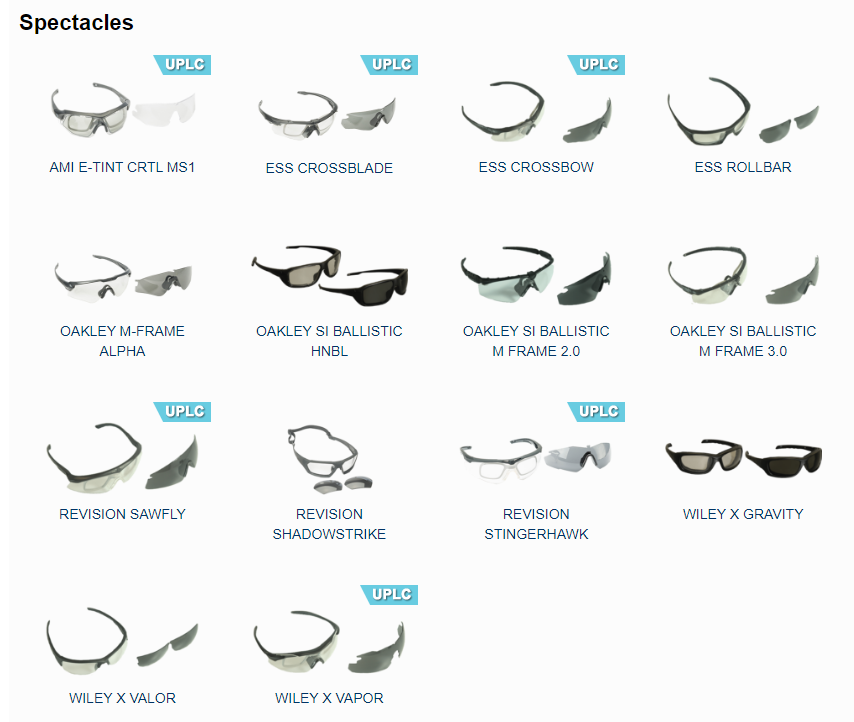 Spectacles
UPLC
UPLC
UPLC
AMI E-TINT CRTL MS1
ESS CROSSBLADE
ESS CROSSBOW
ESS ROLLBAR
OAKLEY M-FRAME
ALPHA
OAKLEY SI BALLISTIC
HNBL
OAKLEY SI BALLISTIC
M FRAME 2.0
OAKLEY SI BALLISTIC
M FRAME 3.0
UPLC
UPLC
REVISION SAWFLY
REVISION
SHADOWSTRIKE
REVISION
STINGERHAWK
WILEY X GRAVITY
UPLC
WILEY X VALOR
WILEY X VAPOR